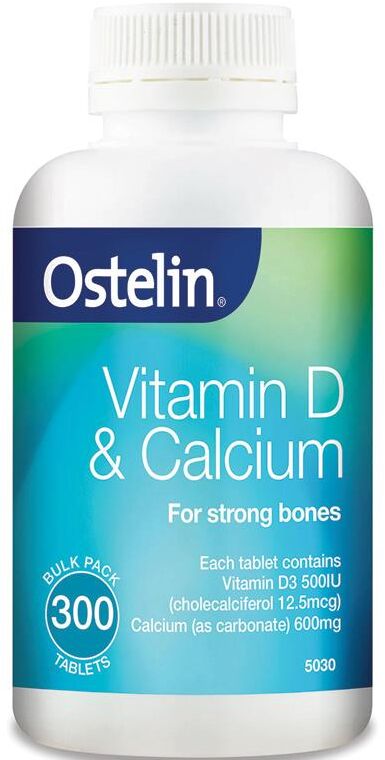 Ostelin®
Vitamin D
& Calcium
For strong bones
Each tablet contains
Vitamin D3 500IU
(cholecalciferol 12.5mcg)
Calcium (as carbonate) 600mg
BULK PACK
300
TABLETS
5030